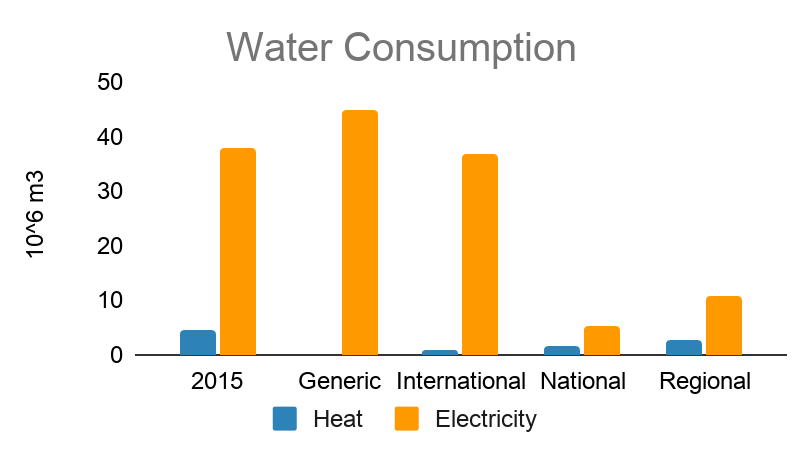 Water Consumption
10^6 m3
50
40
30
20
10
0
2015 Generic International National Regional
Heat Electricity